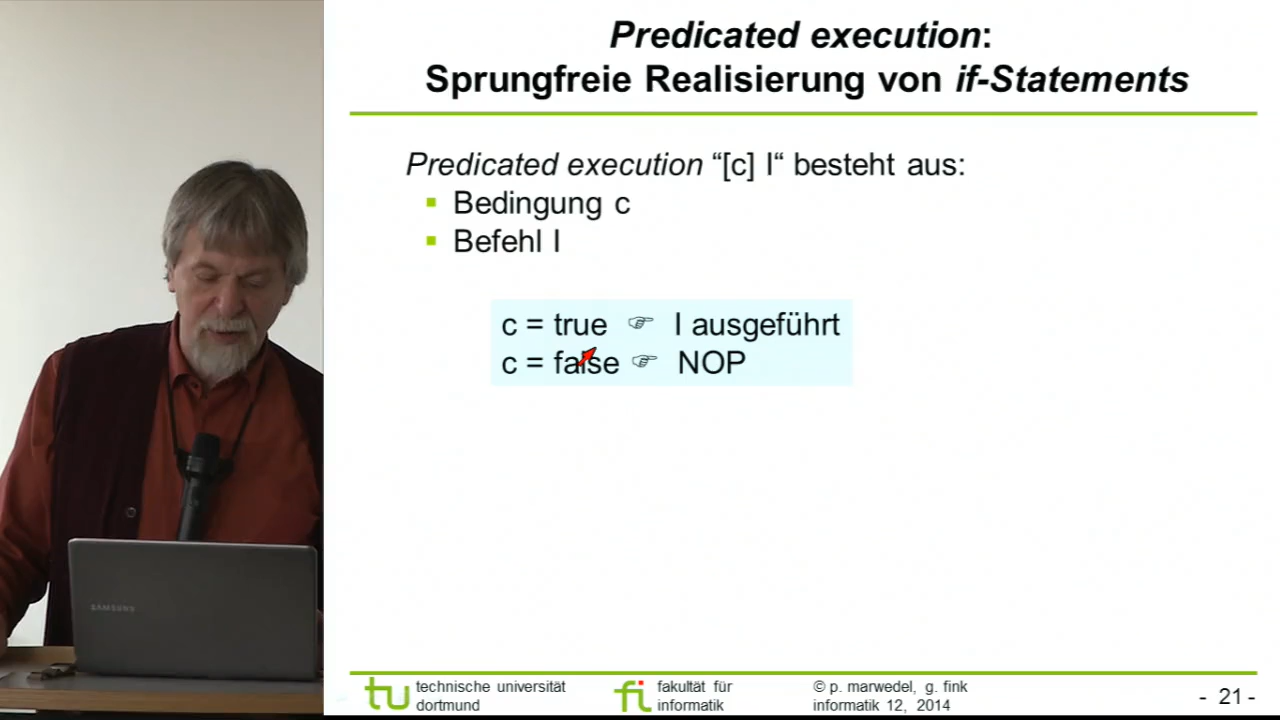 Predicated execution:
Sprungfreie Realisierung von if-Statements
Predicated execution “[c] I“ besteht aus:
▪ Bedingung c
▪ Befehl I
c = true ☞ I ausgeführt
c = false ☞ NOP
SAMSUNG
technische universität
dortmund
fakultät für
informatik
© p. marwedel, g. fink
informatik 12, 2014
- 21 -